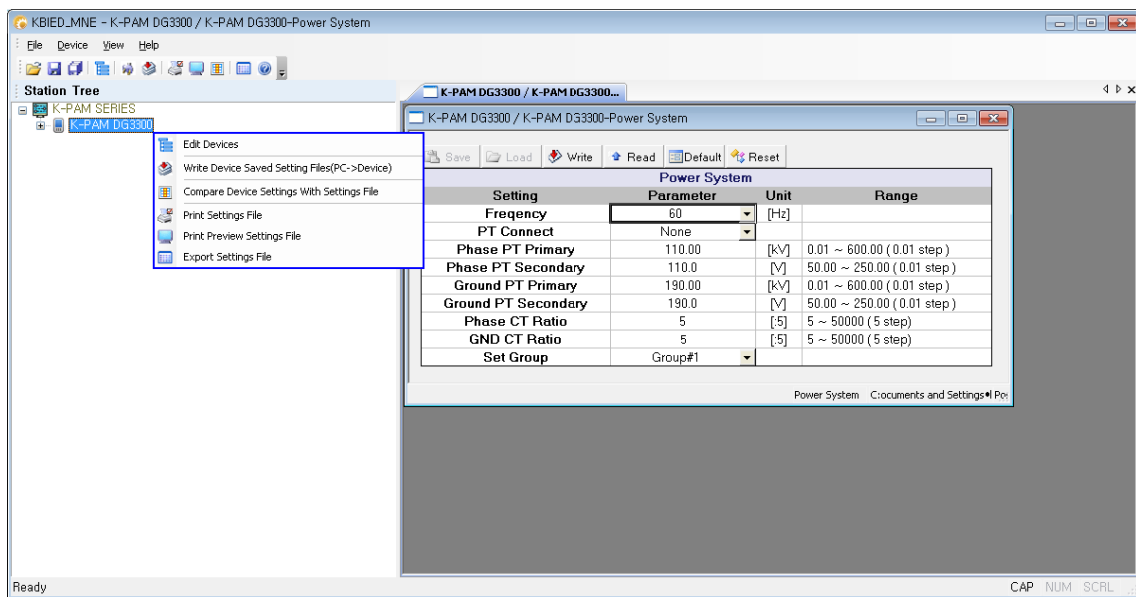 KBIED_MNE - K-PAM DG3300 / K-PAM DG3300-Power System
File Device View Help
Station Tree
K-PAM DG3300 / K-PAM DG3300...
K-PAM SERIES
K-PAM DG3300
K-PAM DG3300 / K-PAM DG3300-Power System
Edit Devices
Write Device Saved Setting Files(PC->Device)
Compare Device Settings With Settings File
Print Settings File
Print Preview Settings File
Export Settings File
Save Load Write Read Default Reset
Power System
Setting Parameter Unit Range
Freqency 60 [Hz]
PT Connect None
Phase PT Primary 110.00 [kV] 0.01 ~ 600.00 ( 0.01 step )
Phase PT Secondary 110.0 [V] 50.00 ~ 250.00 ( 0.01 step )
Ground PT Primary 190.00 [kV] 0.01 ~ 600.00 ( 0.01 step )
Ground PT Secondary 190.0 [V] 50.00 ~ 250.00 ( 0.01 step )
Phase CT Ratio 5 [:5] 5 ~ 50000 ( 5 step)
GND CT Ratio 5 [:5] 5 ~ 50000 ( 5 step)
Set Group Group#1
Power System C:ocuments and Settings
Ready CAP NUM SCRL